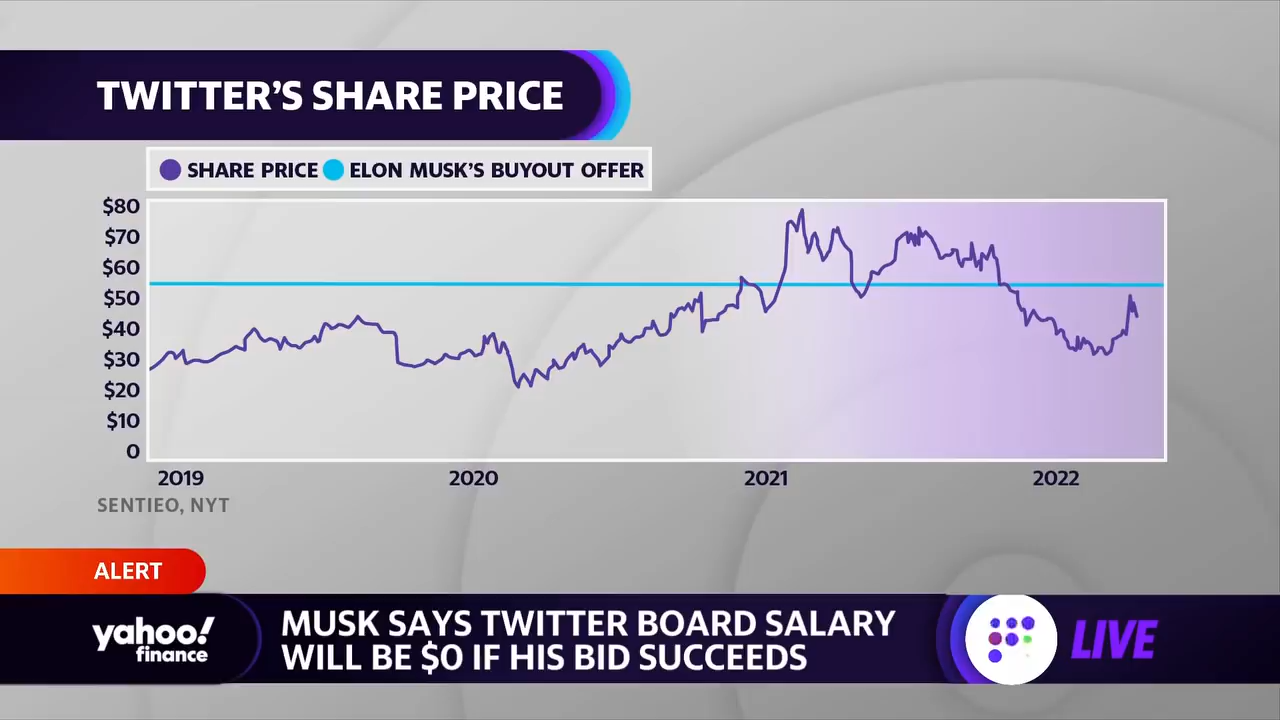 TWITTER'S SHARE PRICE
SHARE PRICE ELON MUSK'S BUYOUT OFFER
$80
$70
$60
$50
$40
$30
$20
$10
0
2019 2020 2021 2022
SENTIEO, NYT
ALERT
yahoo!
finance
MUSK SAYS TWITTER BOARD SALARY
WILL BE $0 IF HIS BID SUCCEEDS
LIVE